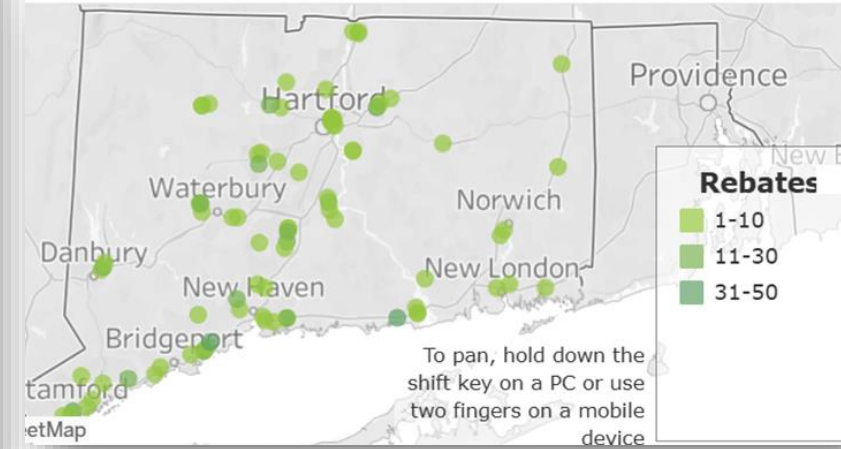 Hartford
Providence
New E
Waterbury
Norwich
Danbury
New London
New Haven
Bridgeport
tamford
etMap
Rebates
1-10
11-30
31-50
To pan, hold down the
shift key on a PC or use
two fingers on a mobile
device